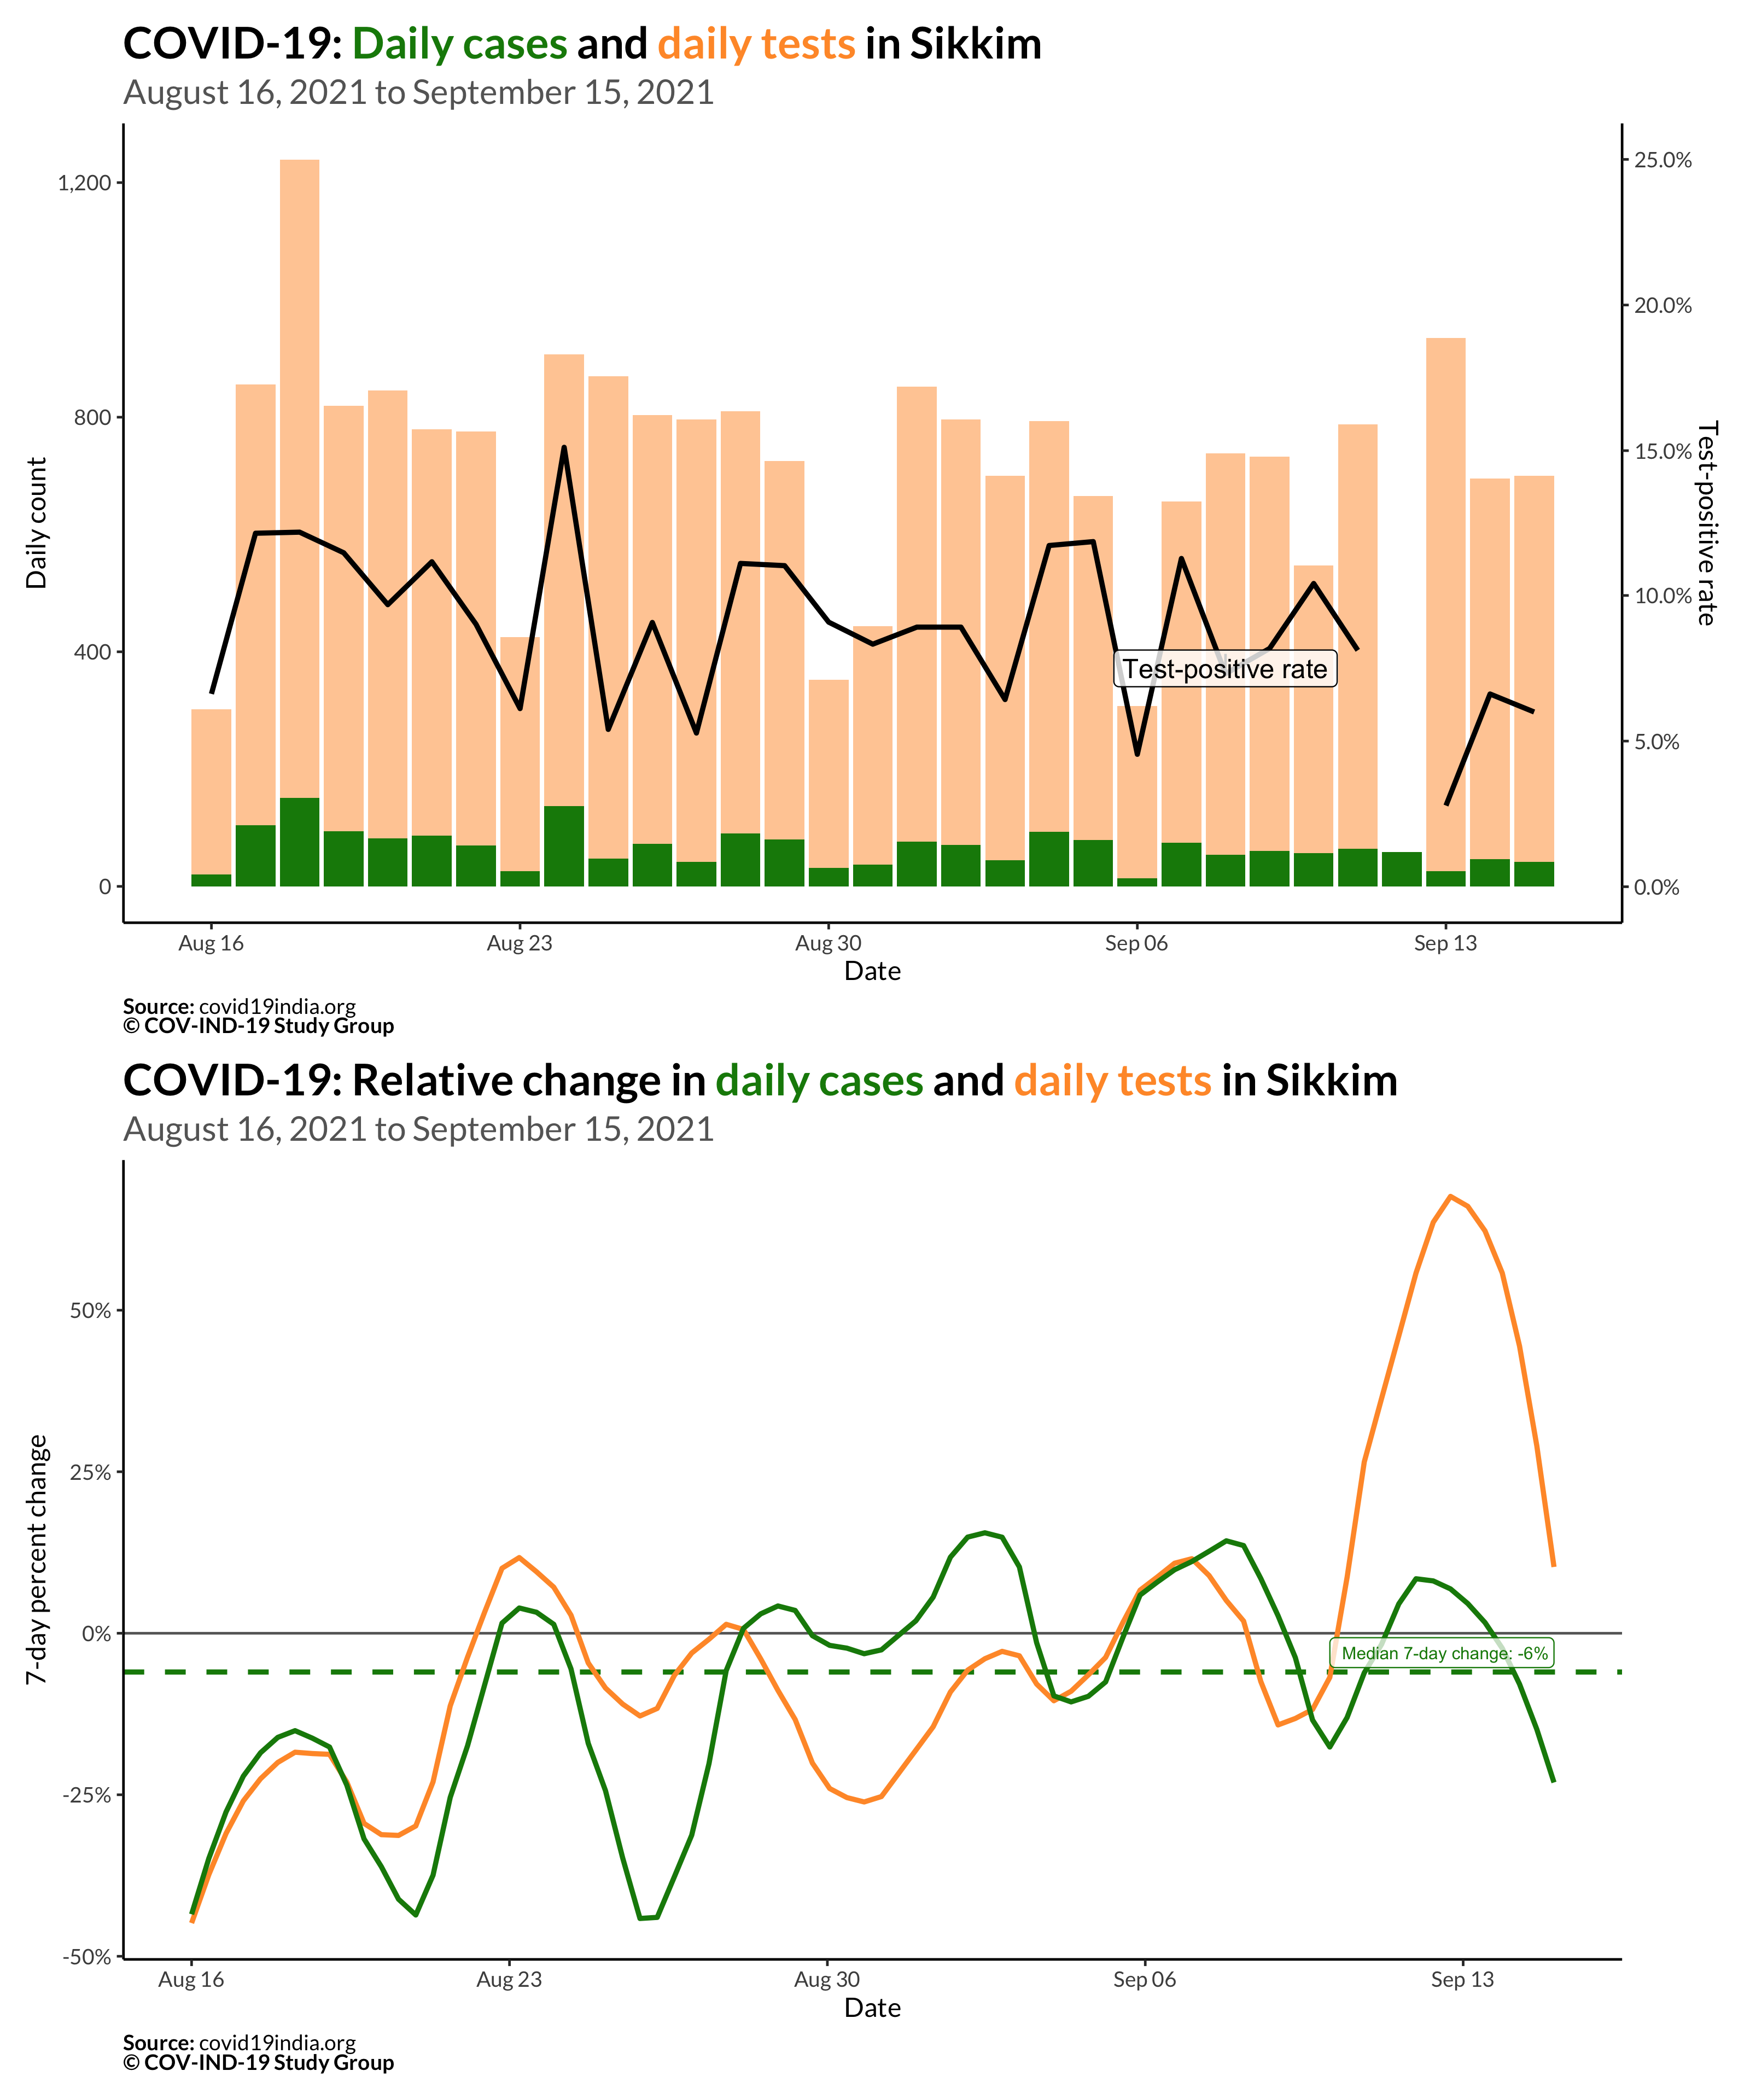 COVID-19: Daily cases and daily tests in Sikkim
August 16, 2021 to September 15, 2021
1,200
800
400
0
Daily count
25.0%
20.0%
15.0%
10.0%
5.0%
0.0%
Test-positive rate
Test-positive rate
Aug 16
Aug 23
Aug 30
Sep 06
Sep 13
Date
Source: covid19india.org
© COV-IND-19 Study Group
COVID-19: Relative change in daily cases and daily tests in Sikkim
August 16, 2021 to September 15, 2021
50%
25%
0%
-25%
-50%
7-day percent change
Median 7-day change: -6%
Aug 16
Aug 23
Aug 30
Sep 06
Sep 13
Date
Source: covid19india.org
© COV-IND-19 Study Group